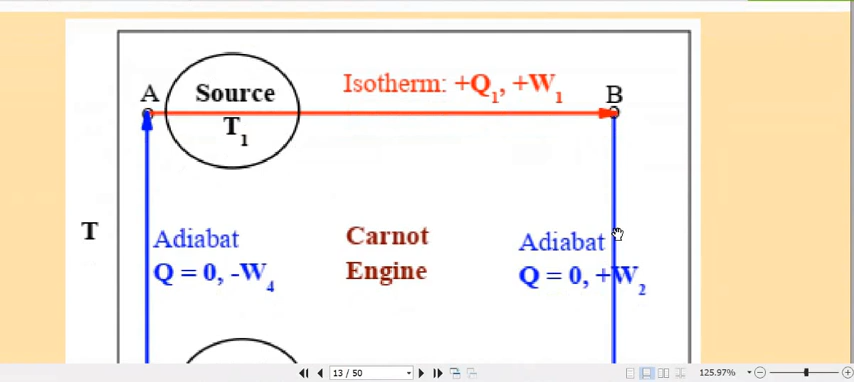 A
Source
T1
Isotherm: +Q1, +W1
B
T
Adiabat
Q = 0, -W4
Carnot
Engine
Adiabat
Q = 0, +W2
13 / 50
125.97%